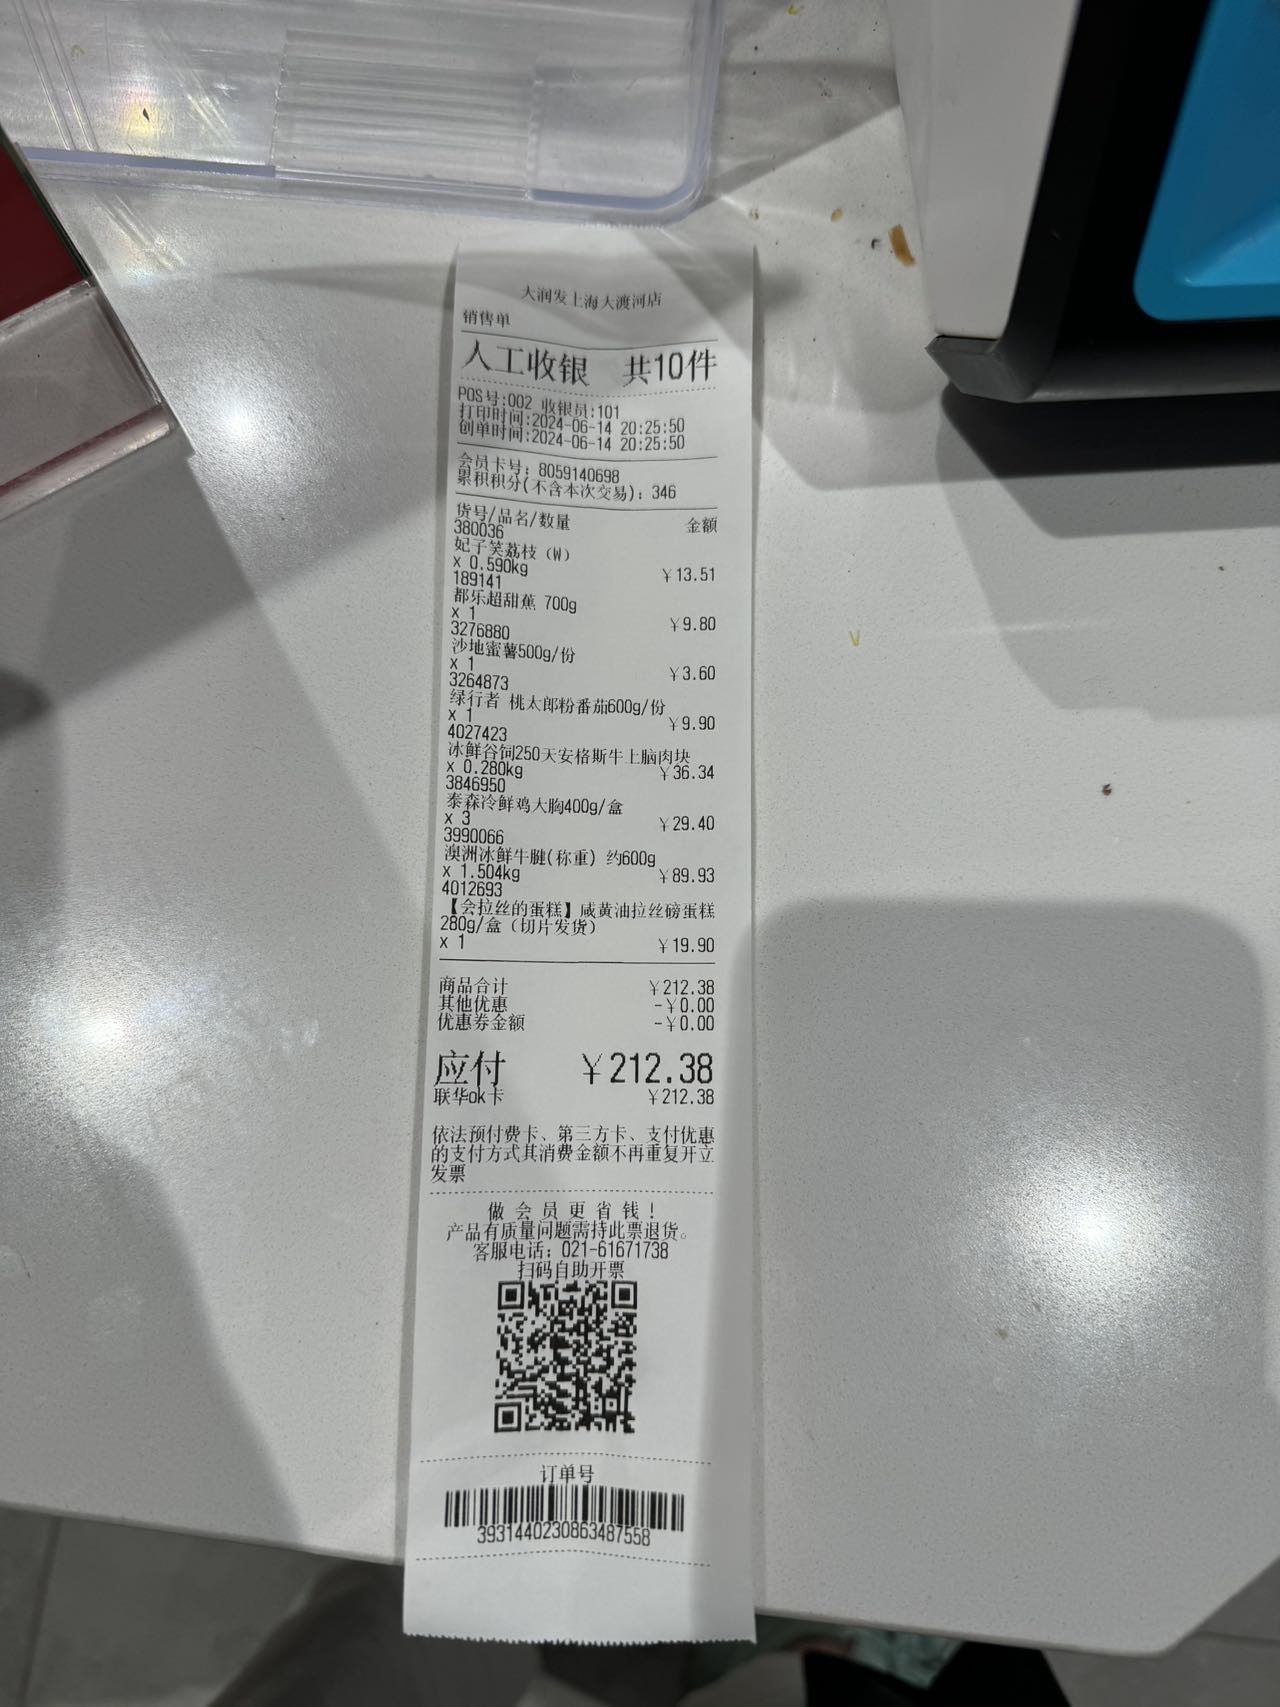 大润发上海大渡河店
销售单
人工收银 共10件
POS号:002 收银员:101
打印时间:2024-06-14 20:25:50
创单时间:2024-06-14 20:25:50
会员卡号：8059140698
累积积分(不含本次交易)：346
货号/品名/数量 金额
380036
妃子笑荔枝（W）
x 0.590kg ￥13.51
189141
都乐超甜蕉 700g
x 1 ￥9.80
3276880
沙地蜜薯500g/份
x 1 ￥3.60
3264873
绿行者 桃太郎粉番茄600g/份
x 1 ￥9.90
4027423
冰鲜谷饲250天安格斯牛上脑肉块
x 0.280kg ￥36.34
3846950
泰森冷鲜鸡大胸400g/盒
x 3 ￥29.40
3990066
澳洲冰鲜牛腱(称重) 约600g
x 1.504kg ￥89.93
4012693
【会拉丝的蛋糕】咸黄油拉丝磅蛋糕
280g/盒（切片发货）
x 1 ￥19.90
商品合计 ￥212.38
其他优惠 -￥0.00
优惠券金额 -￥0.00
应付 ￥212.38
联华ok卡 ￥212.38
依法预付费卡、第三方卡、支付优惠
的支付方式其消费金额不再重复开立
发票
做 会 员 更 省 钱！
产品有质量问题需持此票退货。
客服电话：021-61671738
扫码自助开票
订单号
3931440230863487558